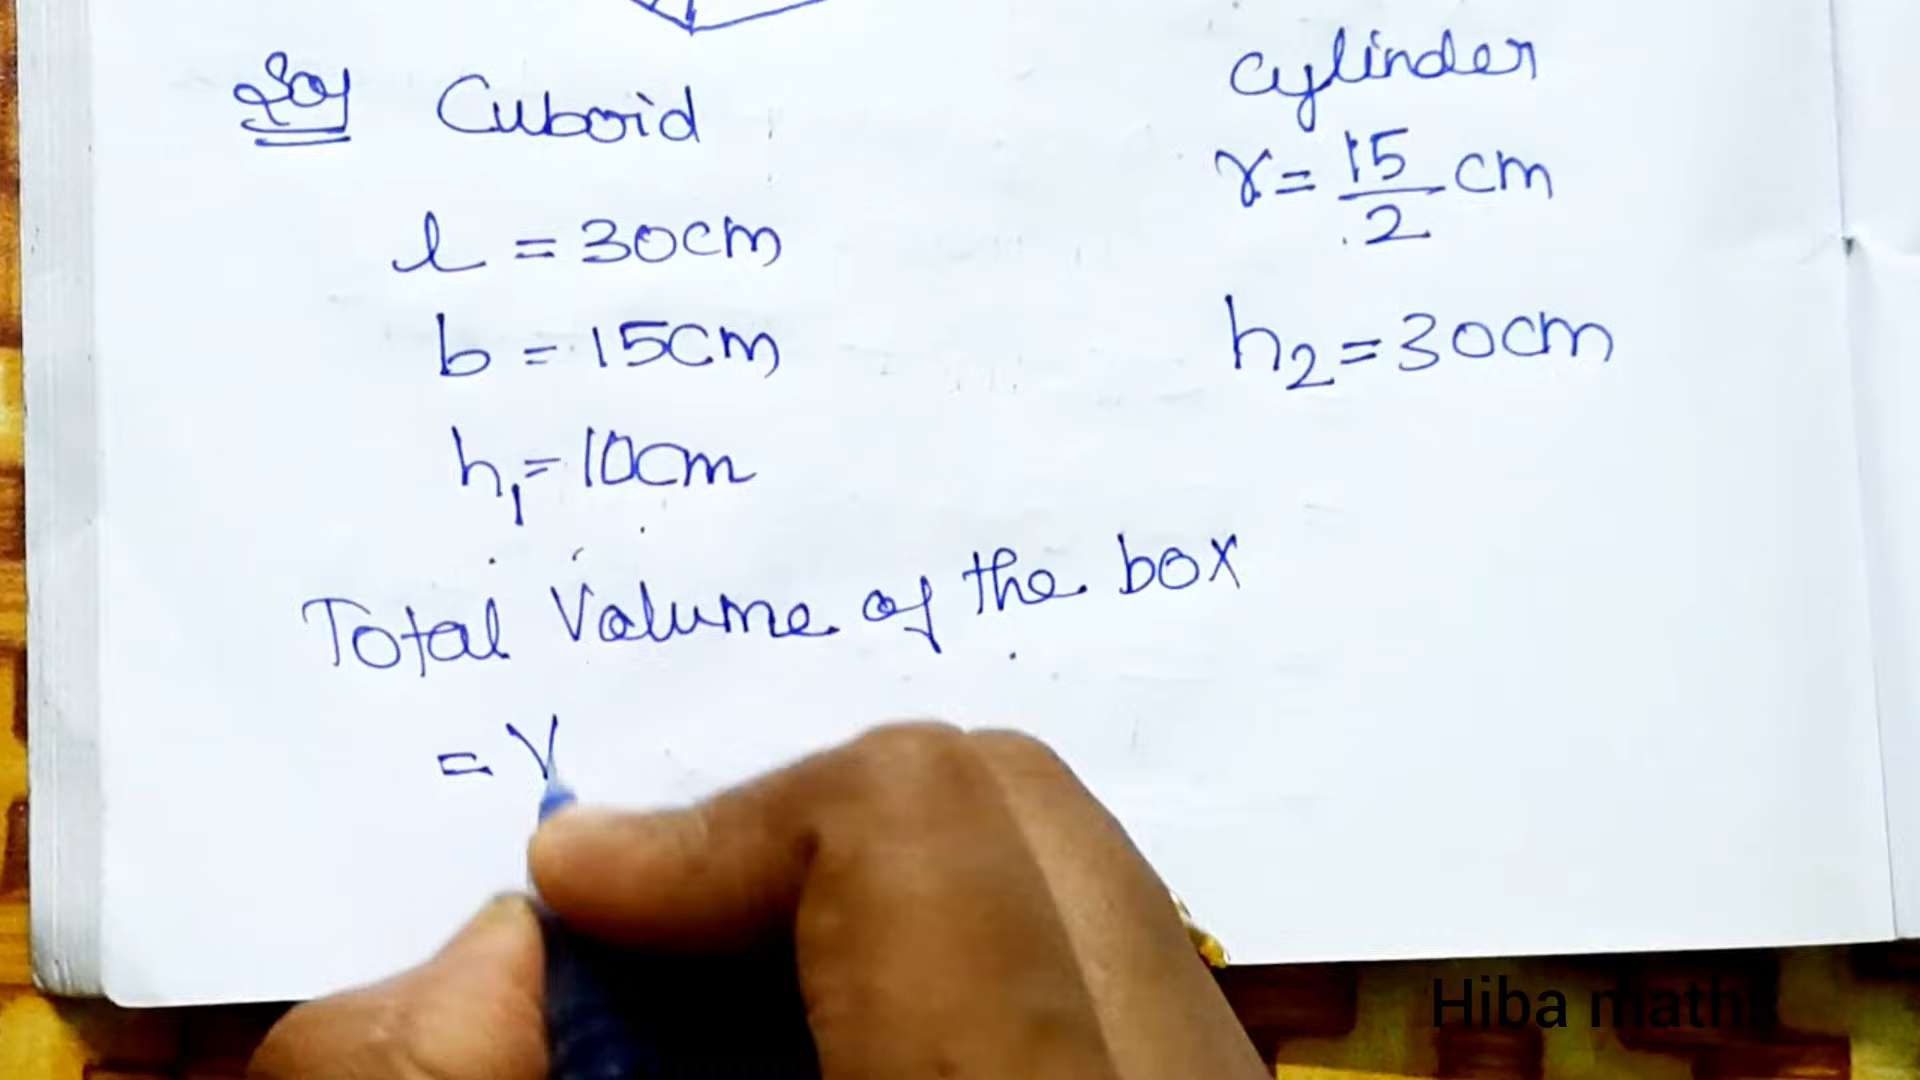 Sol Cuboid
cylinder
r = 15/2 cm
l = 30cm
b = 15cm
h2 = 30cm
h1 = 10cm
Total Volume of the box
= V
Hiba maths